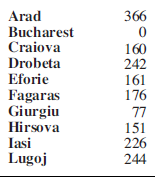 Arad 366
Bucharest 0
Craiova 160
Drobeta 242
Eforie 161
Fagaras 176
Giurgiu 77
Hirsova 151
Iasi 226
Lugoj 244